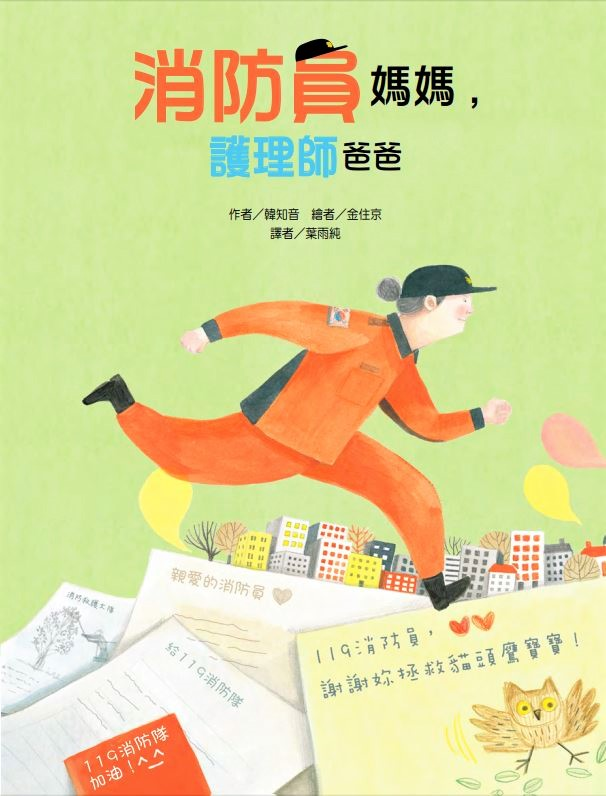 消防員媽媽，
護理師爸爸
作者／韓知音　繪者／金住京
譯者／葉雨純
親愛的消防員
消防救護大隊
給119消防隊
119消防員，
謝謝妳拯救貓頭鷹寶寶！
119消防隊
加油！^_^